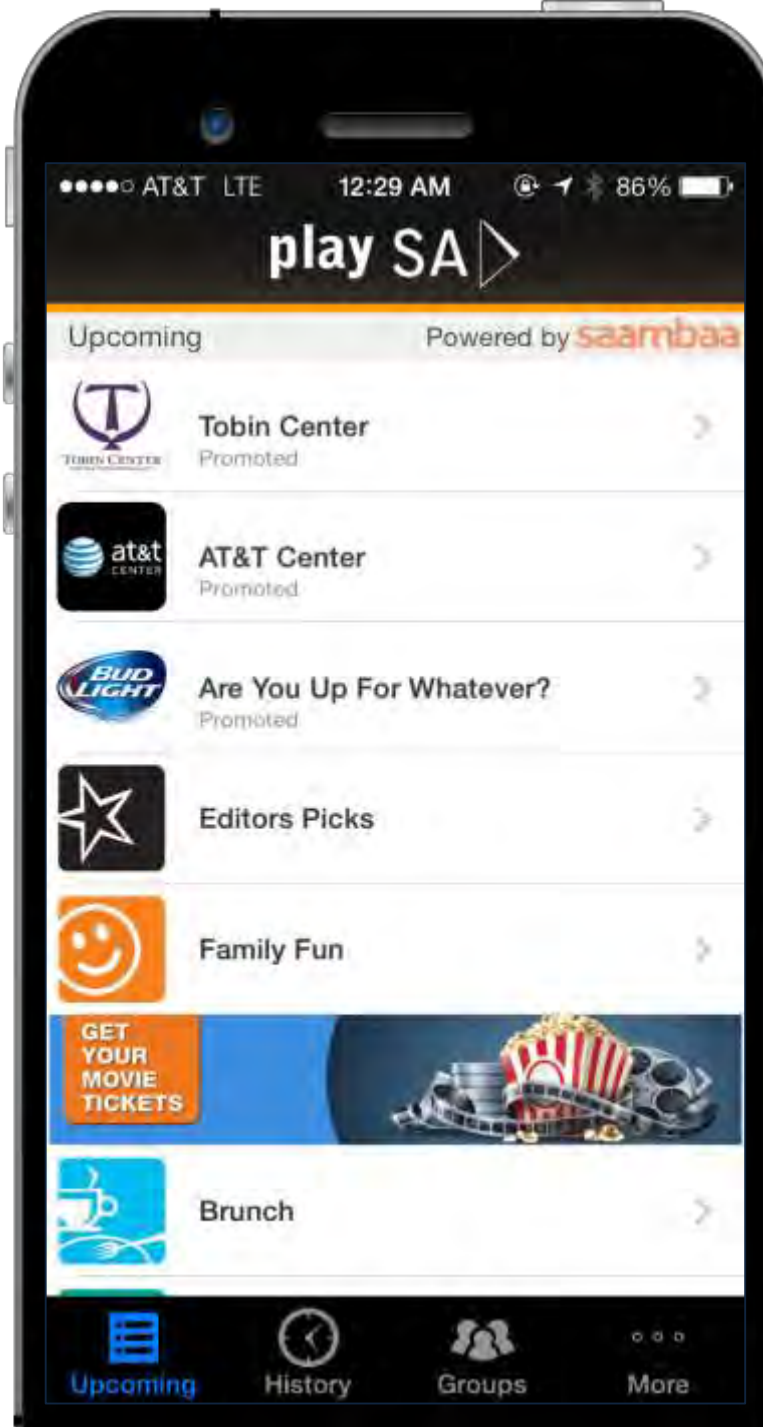 AT&T LTE 12:29 AM 86%
play SA
Upcoming Powered by saambaa
TOBIN CENTER
Tobin Center
Promoted
at&t
CENTER
AT&T Center
Promoted
BUD
LIGHT
Are You Up For Whatever?
Promoted
Editors Picks
Family Fun
GET
YOUR
MOVIE
TICKETS
Brunch
Upcoming History Groups More